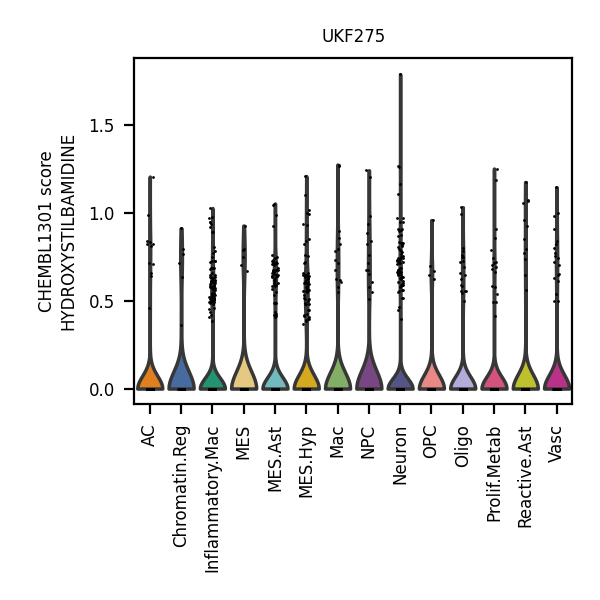 UKF275
CHEMBL1301 score
HYDROXYSTILBAMIDINE
1.5
1.0
0.5
0.0
AC
Chromatin.Reg
Inflammatory.Mac
MES
MES.Ast
MES.Hyp
Mac
NPC
Neuron
OPC
Oligo
Prolif.Metab
Reactive.Ast
Vasc